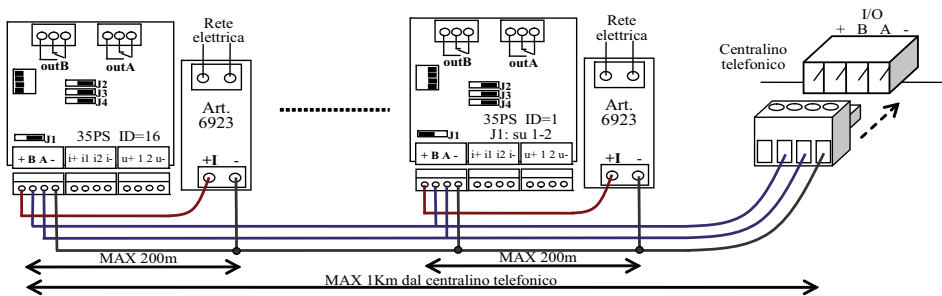 outB outA
J2
J3
J4
J1 35PS ID=16
+ B A - i+ i1 i2 i- u+ 1 2 u-
Rete
elettrica
Art.
6923
+I -
outB outA
J2
J3
J4
35PS ID=1
J1 J1: su 1-2
+ B A - i+ i1 i2 i- u+ 1 2 u-
Rete
elettrica
Art.
6923
+I -
I/O
+ B A -
Centralino
telefonico
MAX 200m
MAX 200m
MAX 1Km dal centralino telefonico